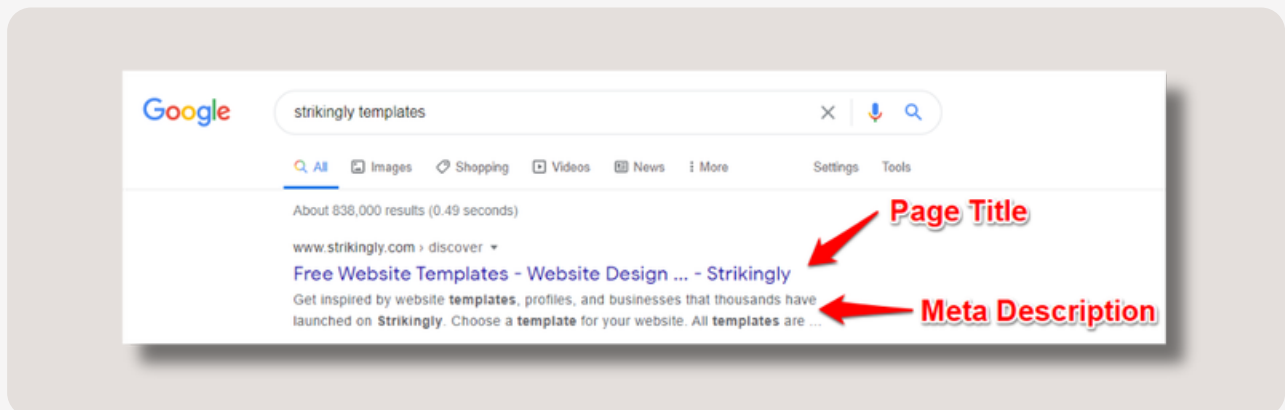 Google
strikingly templates
All Images Shopping Videos News More Settings Tools
About 838,000 results (0.49 seconds)
Page Title
www.strikingly.com › discover
Free Website Templates - Website Design ... - Strikingly
Get inspired by website templates, profiles, and businesses that thousands have
launched on Strikingly. Choose a template for your website. All templates are ...
Meta Description